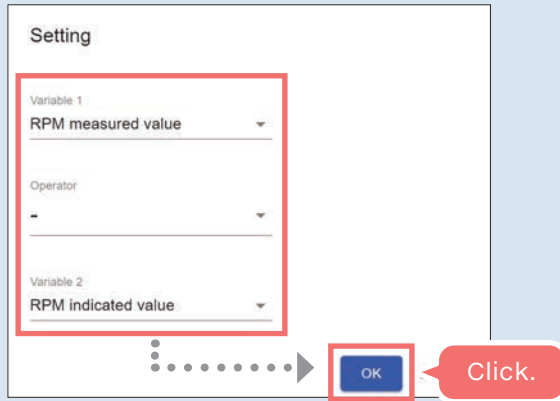 Setting
Variable 1
RPM measured value
Operator
-
Variable 2
RPM indicated value
OK
Click.